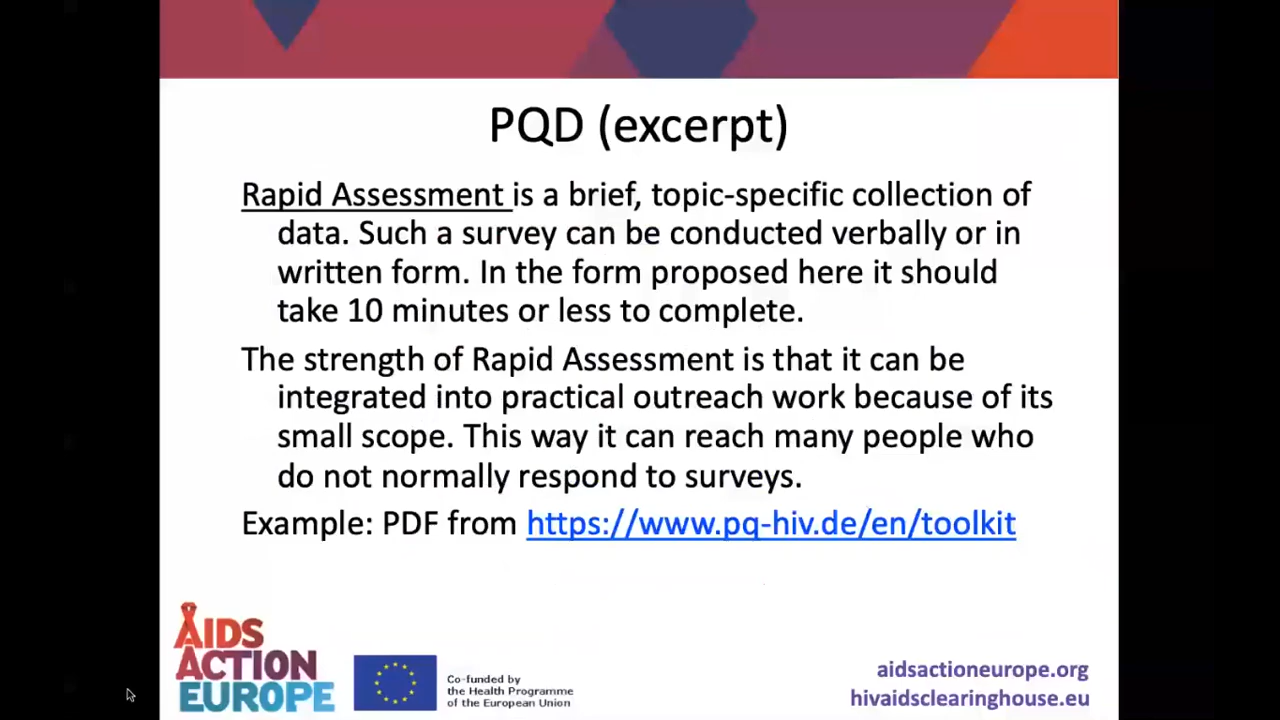 PQD (excerpt)
Rapid Assessment is a brief, topic-specific collection of
data. Such a survey can be conducted verbally or in
written form. In the form proposed here it should
take 10 minutes or less to complete.
The strength of Rapid Assessment is that it can be
integrated into practical outreach work because of its
small scope. This way it can reach many people who
do not normally respond to surveys.
Example: PDF from https://www.pq-hiv.de/en/toolkit
AIDS
ACTION
EUROPE
Co-funded by
the Health Programme
of the European Union
aidsactioneurope.org
hivaidsclearinghouse.eu